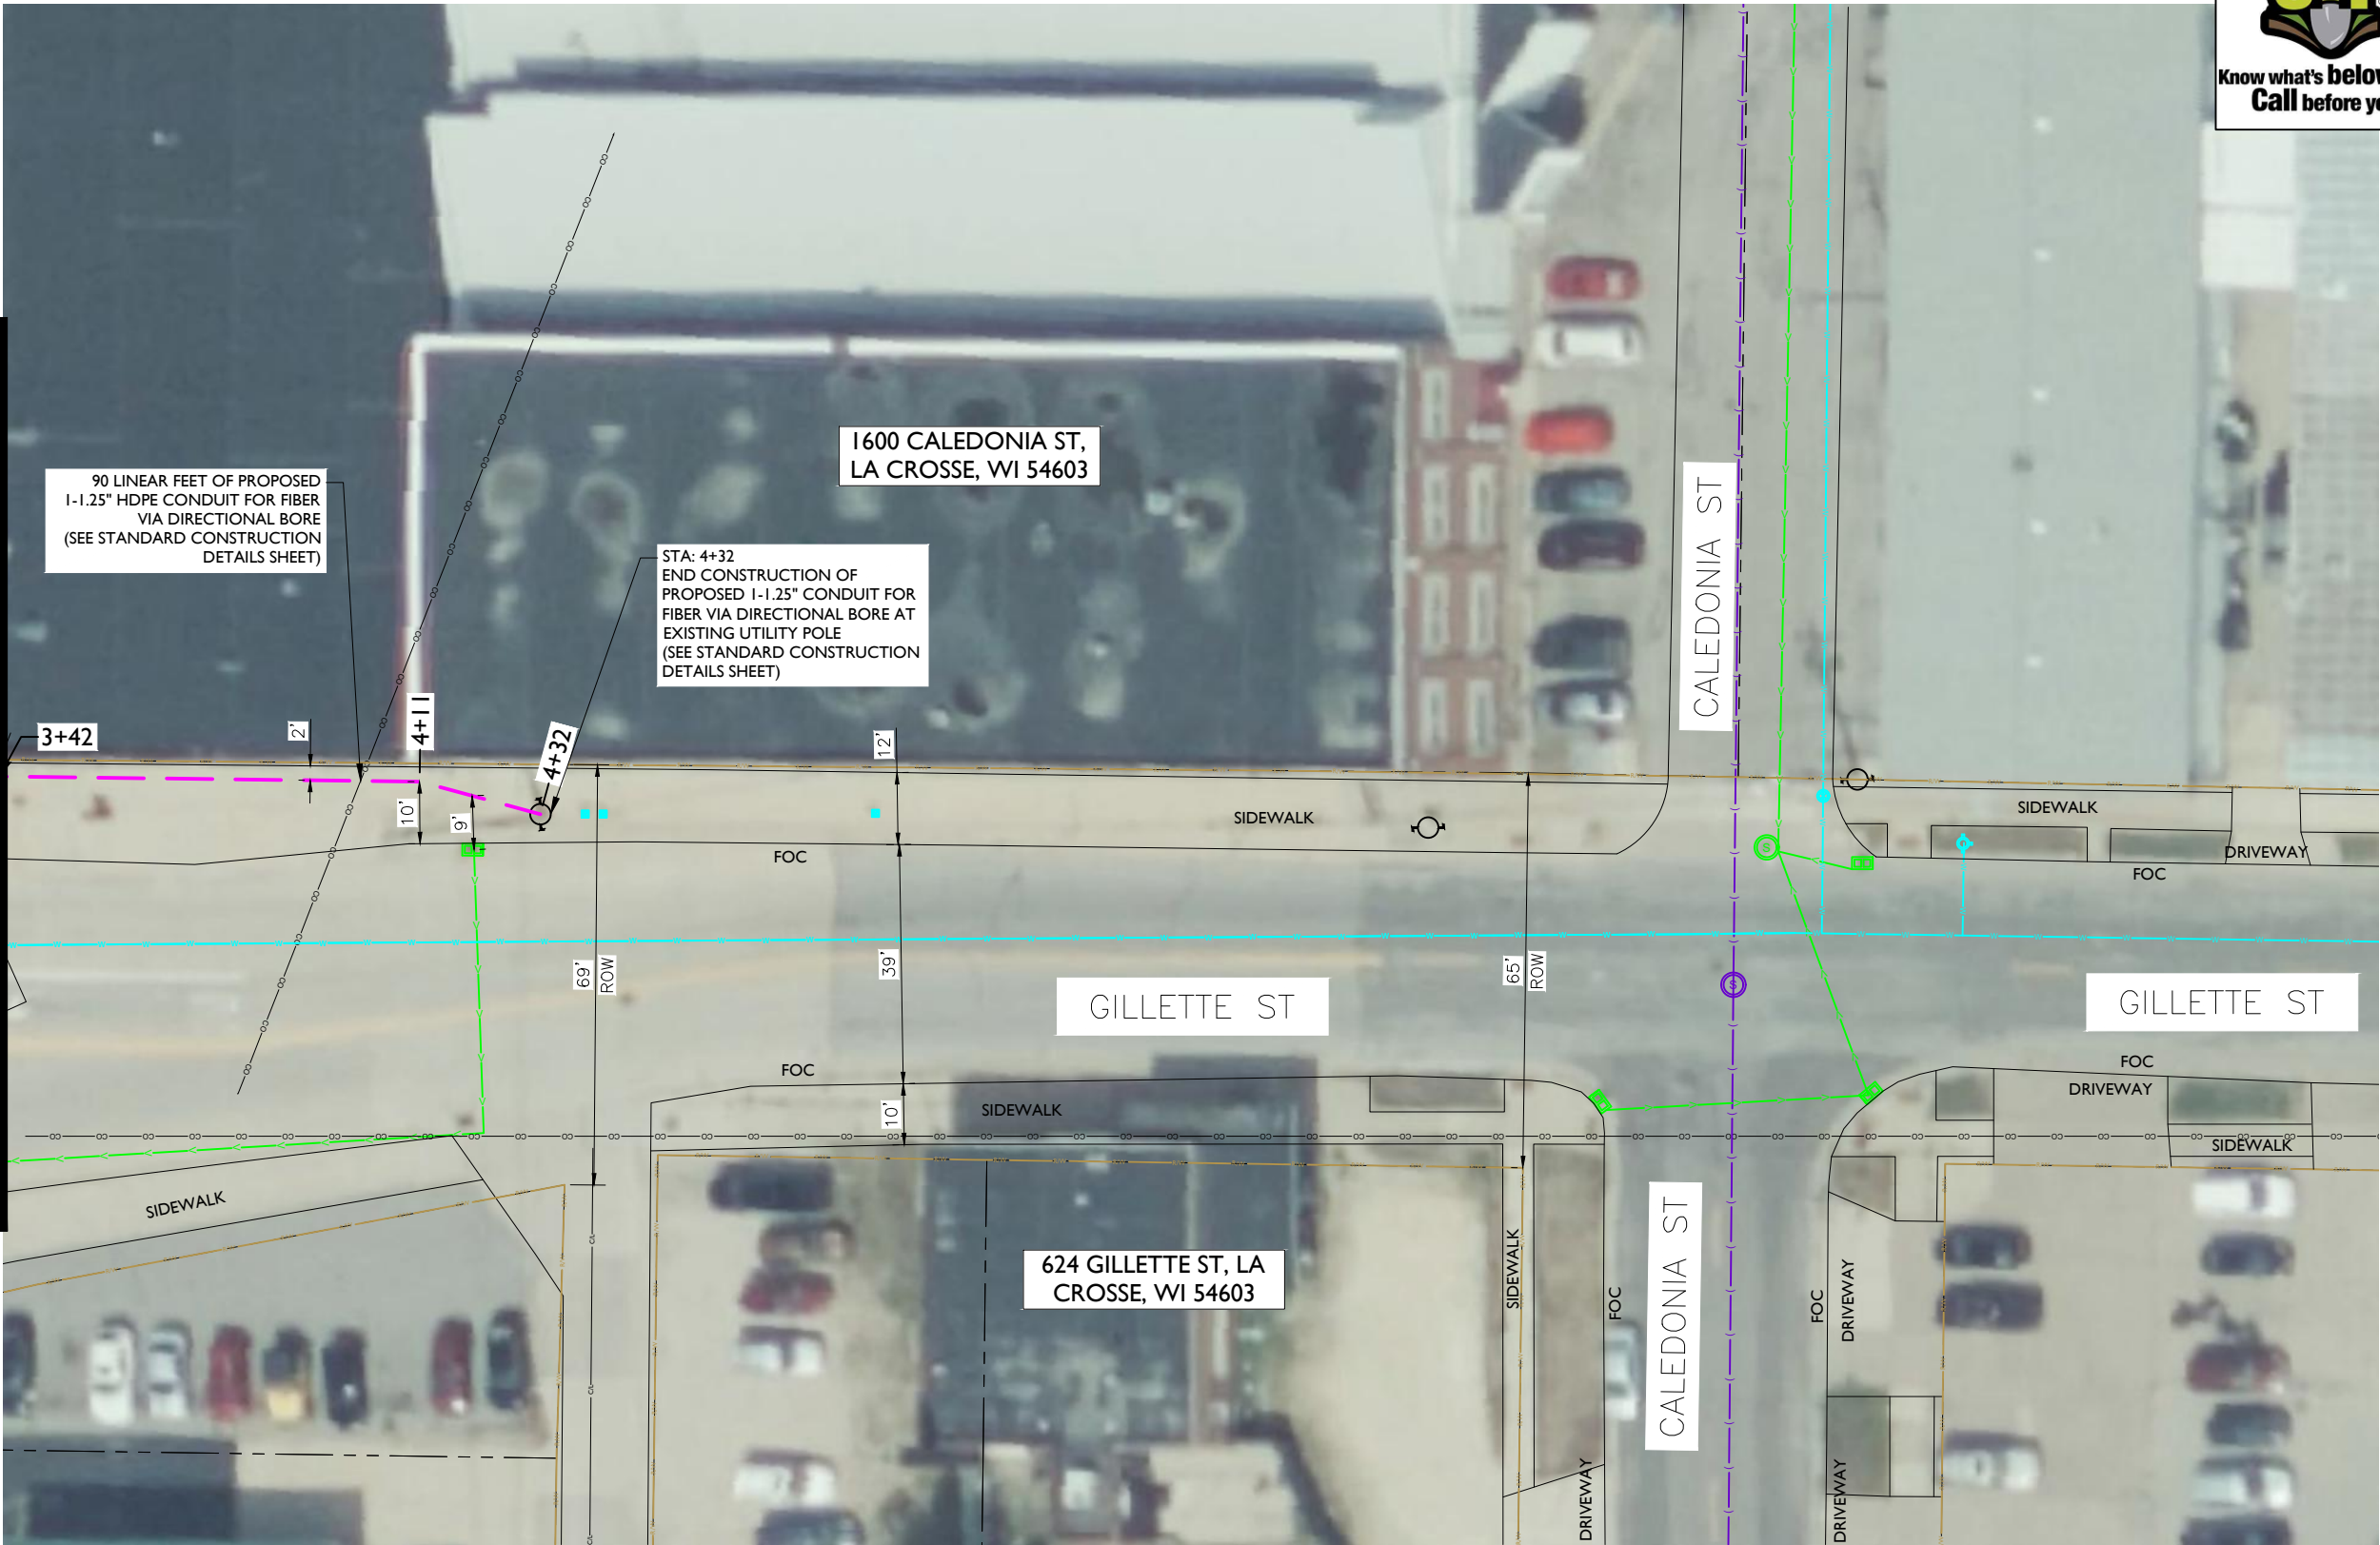 Know what's below
Call before
1600 CALEDONIA ST,
LA CROSSE, WI 54603
90 LINEAR FEET OF PROPOSED
1-1.25" HDPE CONDUIT FOR FIBER
VIA DIRECTIONAL BORE
(SEE STANDARD CONSTRUCTION
DETAILS SHEET)
STA: 4+32
END CONSTRUCTION OF
PROPOSED 1-1.25" CONDUIT FOR
FIBER VIA DIRECTIONAL BORE AT
EXISTING UTILITY POLE
(SEE STANDARD CONSTRUCTION
DETAILS SHEET)
CALEDONIA ST
3+42
2'
4+11
4+32
12'
10'
9'
SIDEWALK
SIDEWALK
FOC
DRIVEWAY
FOC
S
69'
ROW
39'
65'
ROW
S
GILLETTE ST
GILLETTE ST
FOC
FOC
10'
SIDEWALK
DRIVEWAY
SIDEWALK
SIDEWALK
624 GILLETTE ST, LA
CROSSE, WI 54603
SIDEWALK
FOC
CALEDONIA ST
FOC
DRIVEWAY
DRIVEWAY
DRIVEWAY